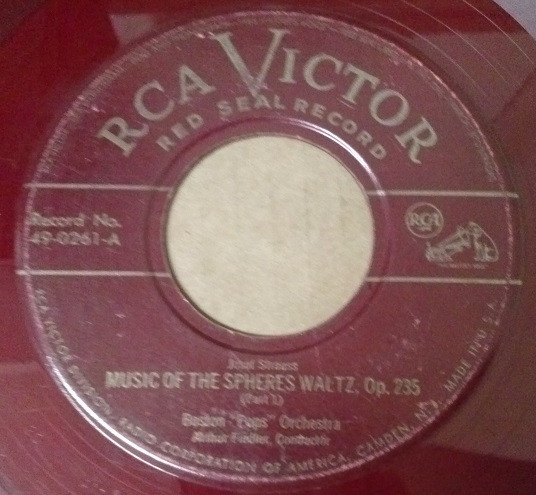 RCA VICTOR
RED SEAL RECORD
Record No.
49-0261-A
RCA
Josef Strauss
MUSIC OF THE SPHERES WALTZ, Op. 235
(Part 1)
Boston "Pops" Orchestra
Arthur Fiedler, Conductor
RCA VICTOR DIVISION, RADIO CORPORATION OF AMERICA, CAMDEN, N.J. MADE IN U.S.A.